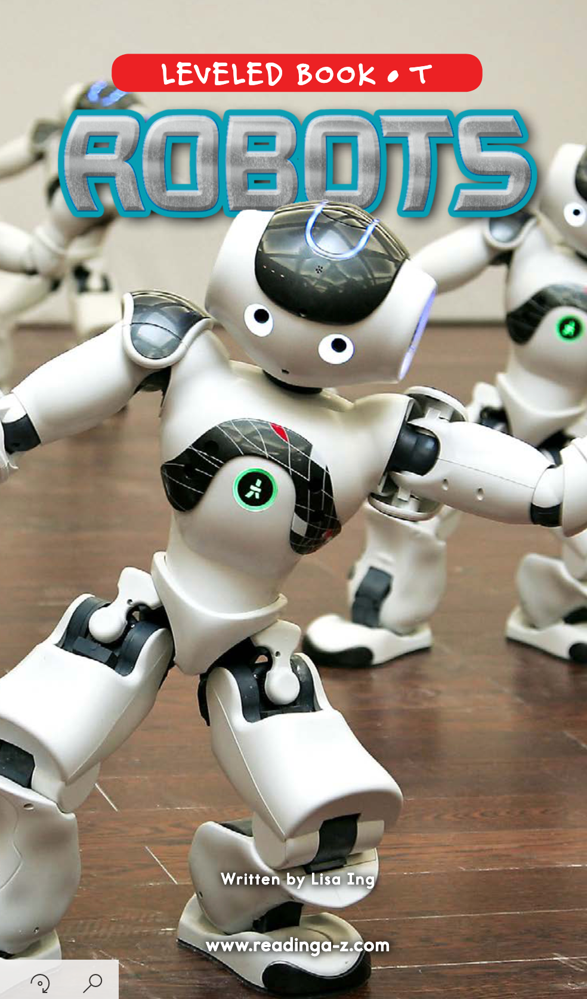 LEVELED BOOK • T
ROBOTS
Written by Lisa Ing
www.readinga-z.com